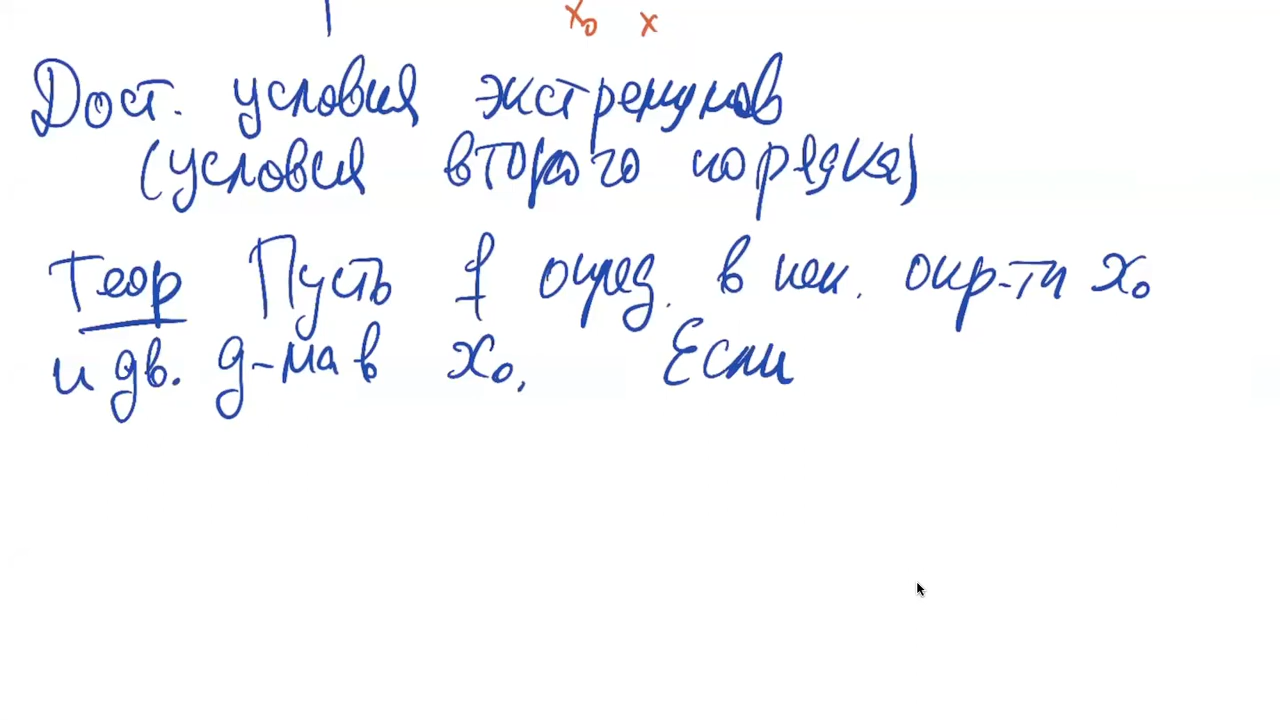 x₀ x
Дост. условия экстремумов
(условия второго порядка)
Теор Пусть f опред. в нек. окр-ти x₀
и дв. д-ма в x₀. Если